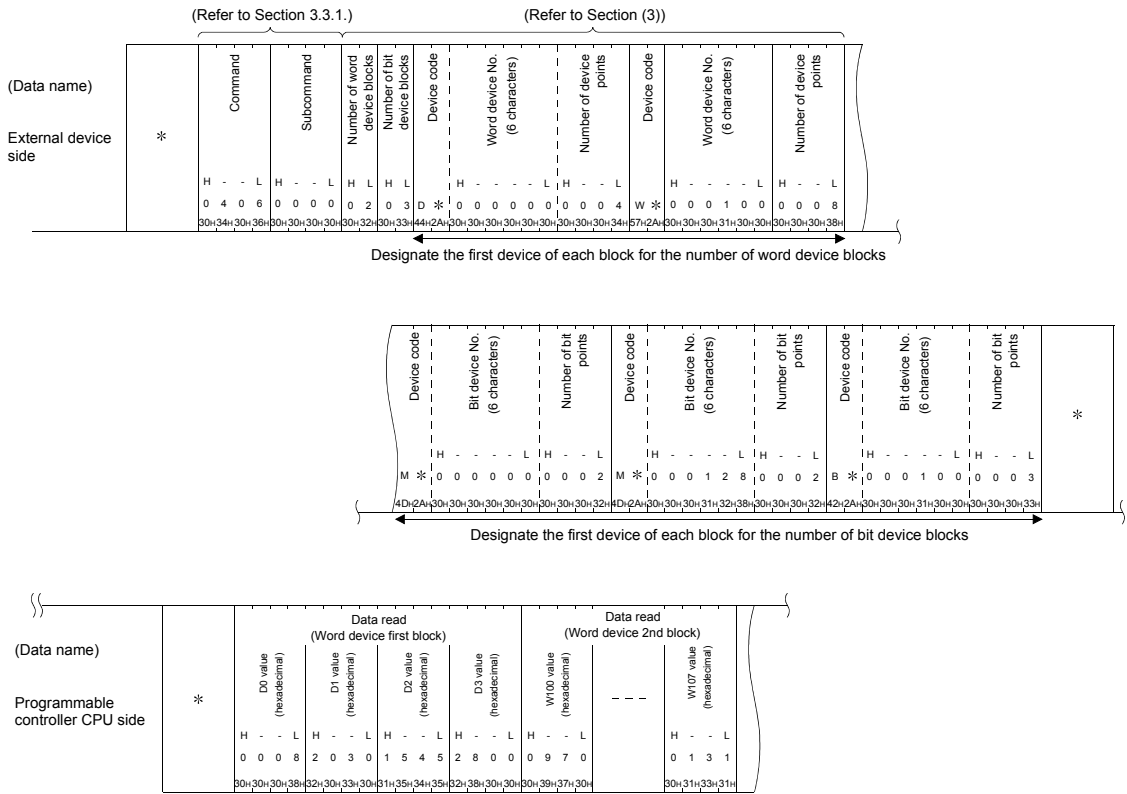 (Refer to Section 3.3.1.) (Refer to Section (3))
(Data name)
External device side
*
Command
Subcommand
Number of word device blocks
Number of bit device blocks
Device code
Word device No. (6 characters)
Number of device points
Device code
Word device No. (6 characters)
Number of device points
H - - L H - - L H L H L H - - - - L H - - L H - - - - L H - - L
0 4 0 6 0 0 0 0 0 2 0 3 D * 0 0 0 0 0 0 0 0 0 4 W * 0 0 0 1 0 0 0 0 0 8
30H 34H 30H 36H 30H 30H 30H 30H 30H 32H 30H 33H 44H 2AH 30H 30H 30H 30H 30H 30H 30H 30H 30H 34H 57H 2AH 30H 30H 30H 31H 30H 30H 30H 30H 30H 38H
Designate the first device of each block for the number of word device blocks
Device code
Bit device No. (6 characters)
Number of bit points
Device code
Bit device No. (6 characters)
Number of bit points
Device code
Bit device No. (6 characters)
Number of bit points
*
H - - - - L H - - L H - - - - L H - - L H - - - - L H - - L
M * 0 0 0 0 0 0 0 0 0 2 M * 0 0 0 1 2 8 0 0 0 2 B * 0 0 0 1 0 0 0 0 0 3
4DH 2AH 30H 30H 30H 30H 30H 30H 30H 30H 30H 32H 4DH 2AH 30H 30H 30H 31H 32H 38H 30H 30H 30H 32H 42H 2AH 30H 30H 30H 31H 30H 30H 30H 30H 30H 33H
Designate the first device of each block for the number of bit device blocks
(Data name)
Programmable controller CPU side
*
Data read
(Word device first block)
Data read
(Word device 2nd block)
D0 value (hexadecimal)
D1 value (hexadecimal)
D2 value (hexadecimal)
D3 value (hexadecimal)
W100 value (hexadecimal)
- - -
W107 value (hexadecimal)
H - - L H - - L H - - L H - - L H - - L H - - L
0 0 0 8 2 0 3 0 1 5 4 5 2 8 0 0 0 9 7 0 0 1 3 1
30H 30H 30H 38H 32H 30H 33H 30H 31H 35H 34H 35H 32H 38H 30H 30H 30H 39H 37H 30H 30H 31H 33H 31H